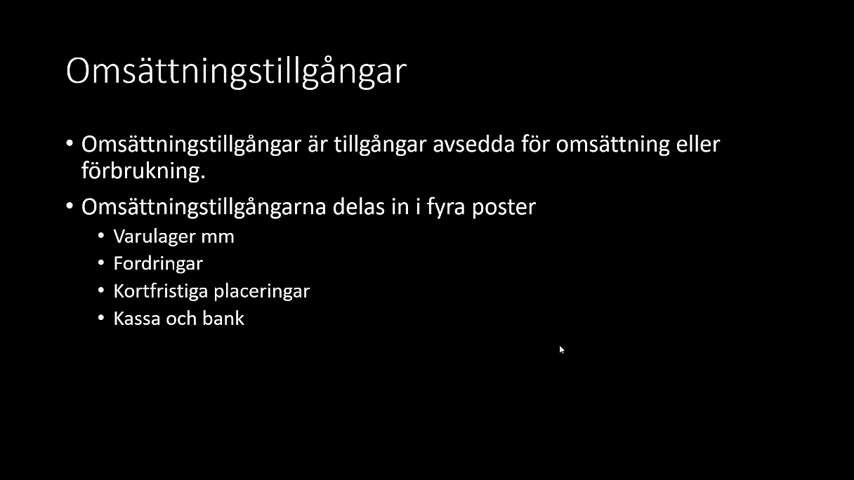 Omsättningstillgångar
• Omsättningstillgångar är tillgångar avsedda för omsättning eller
förbrukning.
• Omsättningstillgångarna delas in i fyra poster
• Varulager mm
• Fordringar
• Kortfristiga placeringar
• Kassa och bank